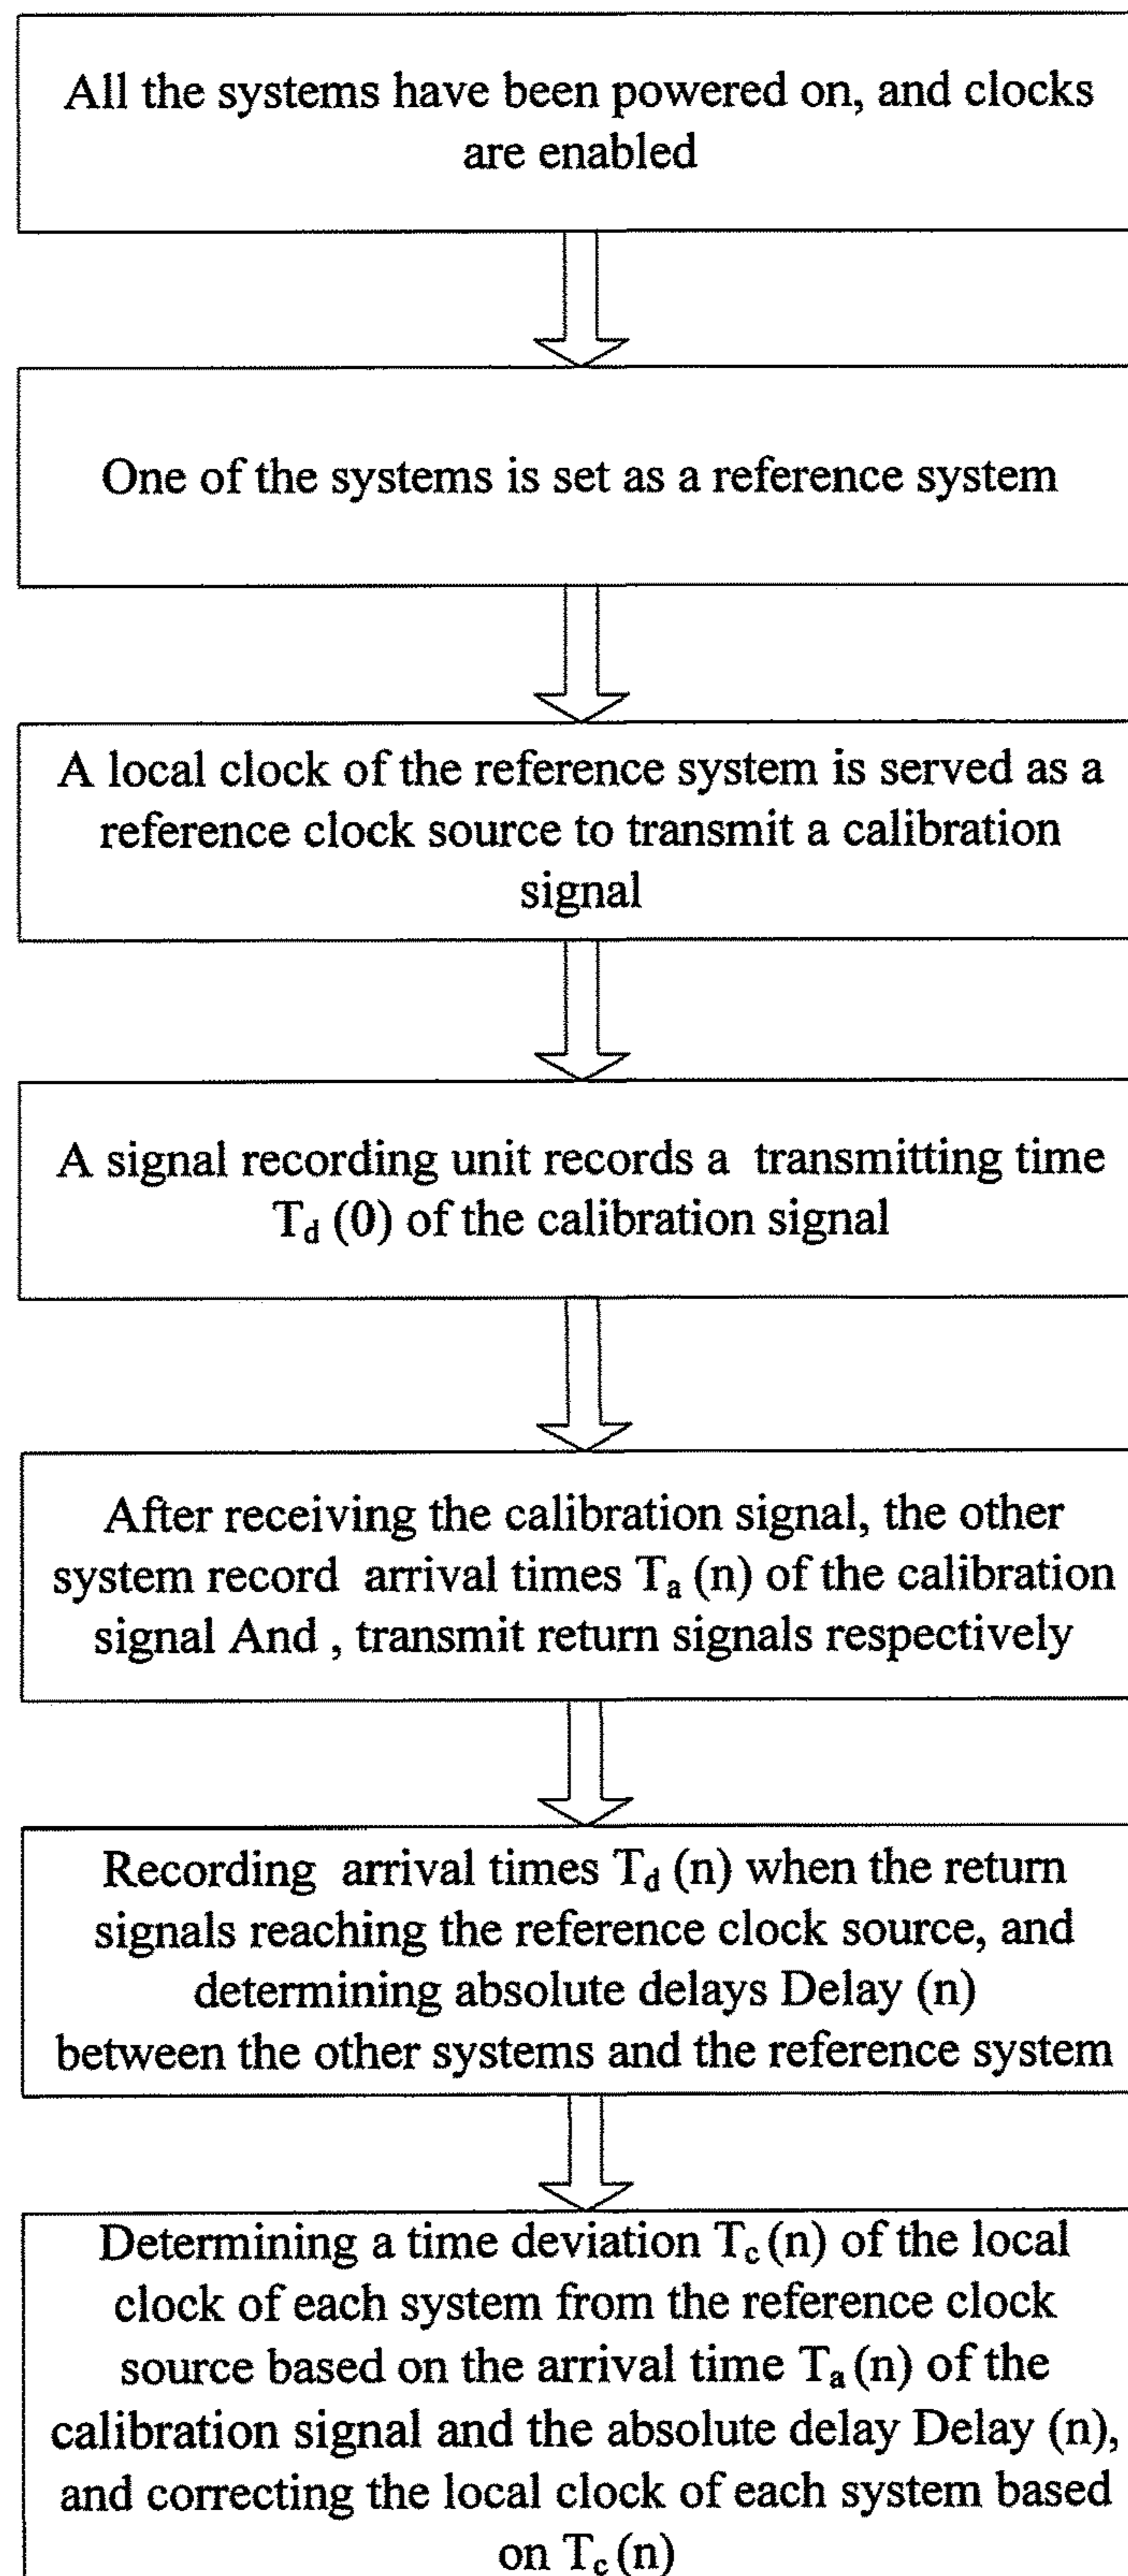 All the systems have been powered on, and clocks
are enabled
One of the systems is set as a reference system
A local clock of the reference system is served as a
reference clock source to transmit a calibration
signal
A signal recording unit records a transmitting time
Td (0) of the calibration signal
After receiving the calibration signal, the other
system record arrival times Ta (n) of the calibration
signal And , transmit return signals respectively
Recording arrival times Td (n) when the return
signals reaching the reference clock source, and
determining absolute delays Delay (n)
between the other systems and the reference system
Determining a time deviation Tc (n) of the local
clock of each system from the reference clock
source based on the arrival time Ta (n) of the
calibration signal and the absolute delay Delay (n),
and correcting the local clock of each system based
on Tc (n)